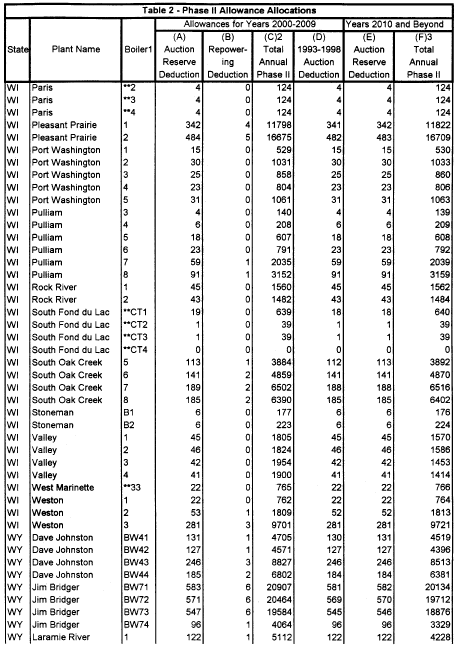 Table 2 - Phase II Allowance Allocations
Allowances for Years 2000-2009 Years 2010 and Beyond
(A) (B) (C)2 (D) (E) (F)3
State Plant Name Boiler1 Auction Repower- Total 1993-1998 Auction Total
Reserve ing Annual Auction Reserve Annual
Deduction Deduction Phase II Deduction Deduction Phase II
WI Paris **2 4 0 124 4 4 124
WI Paris **3 4 0 124 4 4 124
WI Paris **4 4 0 124 4 4 124
WI Pleasant Prairie 1 342 4 11798 341 342 11822
WI Pleasant Prairie 2 484 5 16675 482 483 16709
WI Port Washington 1 15 0 529 15 15 530
WI Port Washington 2 30 0 1031 30 30 1033
WI Port Washington 3 25 0 858 25 25 860
WI Port Washington 4 23 0 804 23 23 806
WI Port Washington 5 31 0 1061 31 31 1063
WI Pulliam 3 4 0 140 4 4 139
WI Pulliam 4 6 0 208 6 6 209
WI Pulliam 5 18 0 607 18 18 608
WI Pulliam 6 23 0 791 23 23 792
WI Pulliam 7 59 1 2035 59 59 2039
WI Pulliam 8 91 1 3152 91 91 3159
WI Rock River 1 45 0 1560 45 45 1562
WI Rock River 2 43 0 1482 43 43 1484
WI South Fond du Lac **CT1 19 0 639 18 18 640
WI South Fond du Lac **CT2 1 0 39 1 1 39
WI South Fond du Lac **CT3 1 0 39 1 1 39
WI South Fond du Lac **CT4 0 0 0 0 0 0
WI South Oak Creek 5 113 1 3884 112 113 3892
WI South Oak Creek 6 141 2 4859 141 141 4870
WI South Oak Creek 7 189 2 6502 188 188 6516
WI South Oak Creek 8 185 2 6390 185 185 6402
WI Stoneman B1 6 0 177 6 6 176
WI Stoneman B2 6 0 223 6 6 224
WI Valley 1 45 0 1805 45 45 1570
WI Valley 2 46 0 1824 46 46 1586
WI Valley 3 42 0 1954 42 42 1453
WI Valley 4 41 0 1900 41 41 1414
WI West Marinette **33 22 0 765 22 22 766
WI Weston 1 22 0 762 22 22 764
WI Weston 2 53 1 1809 52 52 1813
WI Weston 3 281 3 9701 281 281 9721
WY Dave Johnston BW41 131 1 4705 130 131 4519
WY Dave Johnston BW42 127 1 4571 127 127 4396
WY Dave Johnston BW43 246 3 8827 246 246 8513
WY Dave Johnston BW44 185 2 6802 184 184 6381
WY Jim Bridger BW71 583 6 20907 581 582 20134
WY Jim Bridger BW72 571 6 20464 569 570 19712
WY Jim Bridger BW73 547 6 19584 545 546 18876
WY Jim Bridger BW74 96 1 4064 96 96 3329
WY Laramie River 1 122 1 5112 122 122 4228